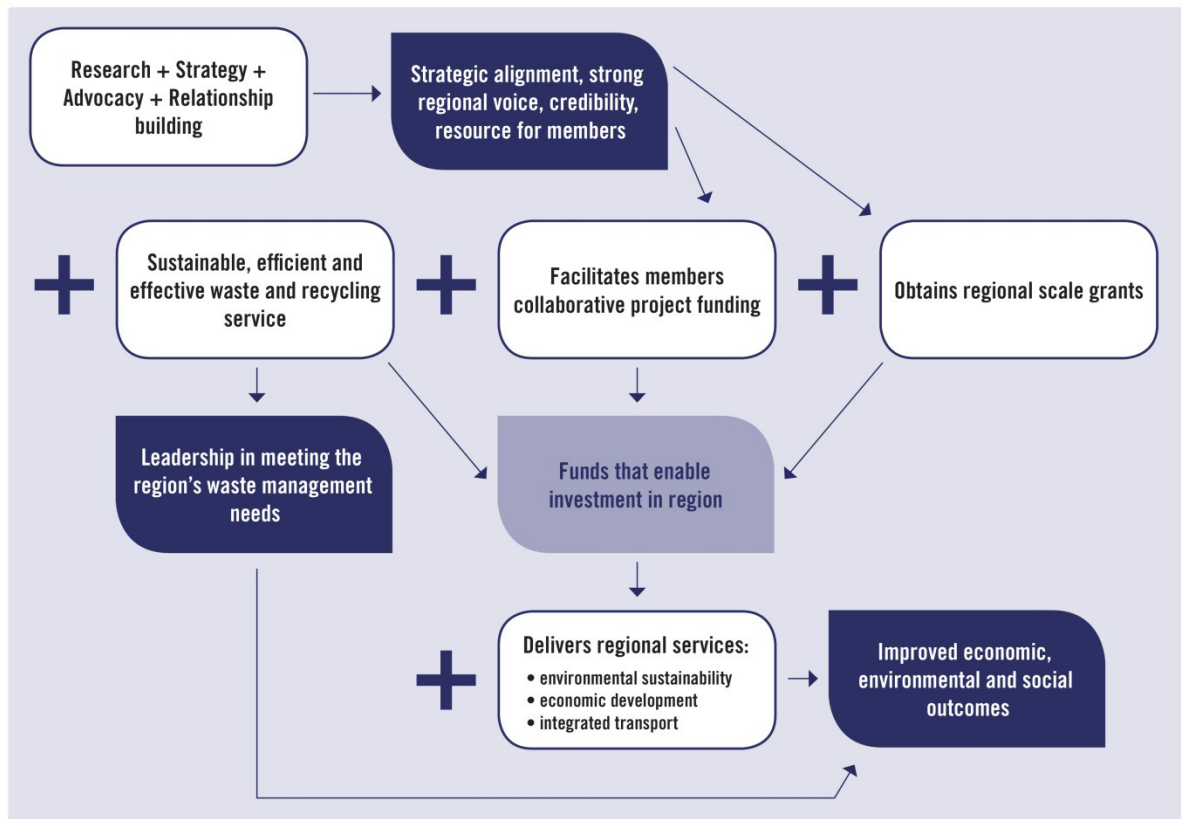 Research + Strategy +
Advocacy + Relationship
building
Strategic alignment, strong
regional voice, credibility,
resource for members
+
Sustainable, efficient and
effective waste and recycling
service
+
Facilitates members
collaborative project funding
+
Obtains regional scale grants
Leadership in meeting the
region’s waste management
needs
Funds that enable
investment in region
+
Delivers regional services:
• environmental sustainability
• economic development
• integrated transport
Improved economic,
environmental and social
outcomes